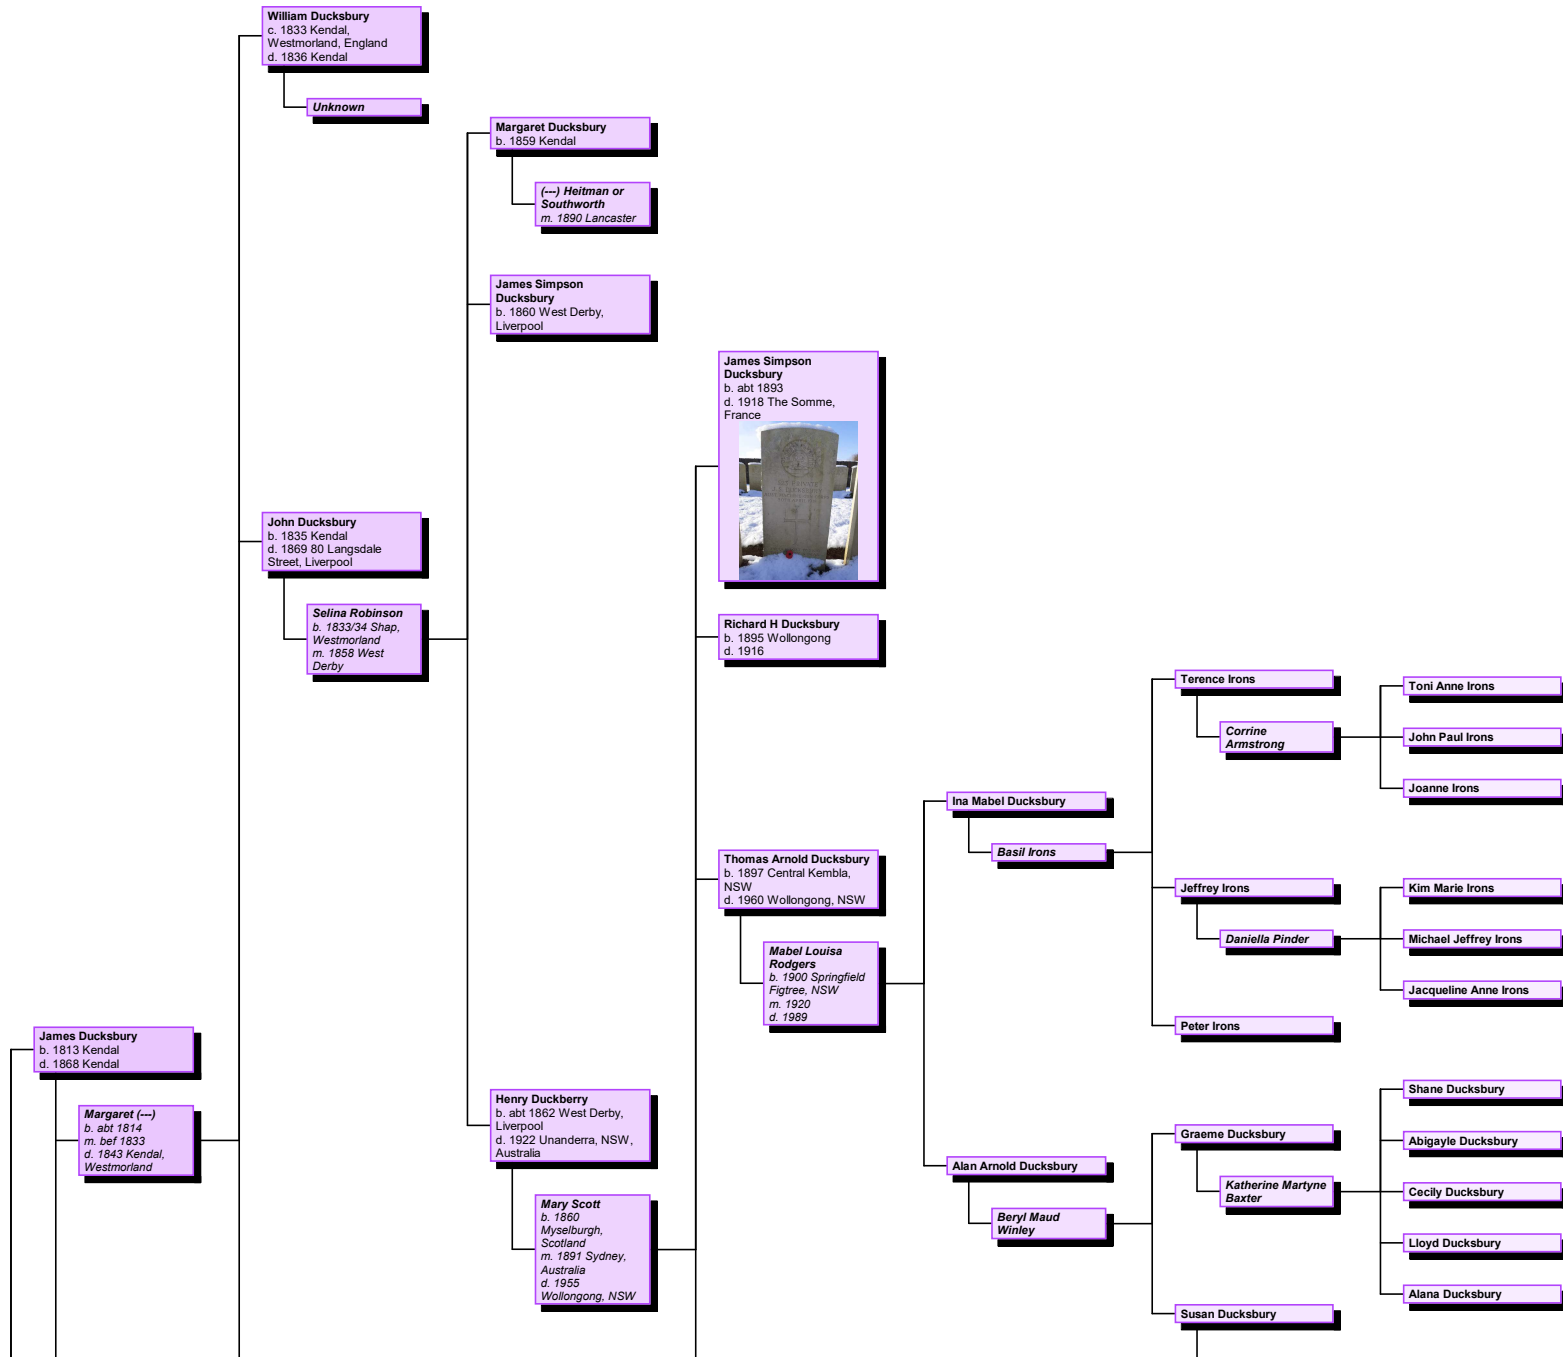 William Ducksbury
c. 1833 Kendal,
Westmorland, England
d. 1836 Kendal
Unknown
Margaret Ducksbury
b. 1859 Kendal
(---) Heitman or
Southworth
m. 1890 Lancaster
James Simpson
Ducksbury
b. 1860 West Derby,
Liverpool
James Simpson
Ducksbury
b. abt 1893
d. 1918 The Somme,
France
John Ducksbury
b. 1835 Kendal
d. 1869 80 Langsdale
Street, Liverpool
Selina Robinson
b. 1833/34 Shap,
Westmorland
m. 1858 West
Derby
Richard H Ducksbury
b. 1895 Wollongong
d. 1916
Terence Irons
Corrine
Armstrong
Toni Anne Irons
John Paul Irons
Joanne Irons
Ina Mabel Ducksbury
Basil Irons
Thomas Arnold Ducksbury
b. 1897 Central Kembla,
NSW
d. 1960 Wollongong, NSW
Mabel Louisa
Rodgers
b. 1900 Springfield
Figtree, NSW
m. 1920
d. 1989
Jeffrey Irons
Daniella Pinder
Kim Marie Irons
Michael Jeffrey Irons
Jacqueline Anne Irons
Peter Irons
James Ducksbury
b. 1813 Kendal
d. 1868 Kendal
Margaret (---)
b. abt 1814
m. bef 1833
d. 1843 Kendal,
Westmorland
Henry Duckberry
b. abt 1862 West Derby,
Liverpool
d. 1922 Unanderra, NSW,
Australia
Mary Scott
b. 1860
Myselburgh,
Scotland
m. 1891 Sydney,
Australia
d. 1955
Wollongong, NSW
Alan Arnold Ducksbury
Beryl Maud
Winley
Graeme Ducksbury
Katherine Martyne
Baxter
Shane Ducksbury
Abigayle Ducksbury
Cecily Ducksbury
Lloyd Ducksbury
Alana Ducksbury
Susan Ducksbury